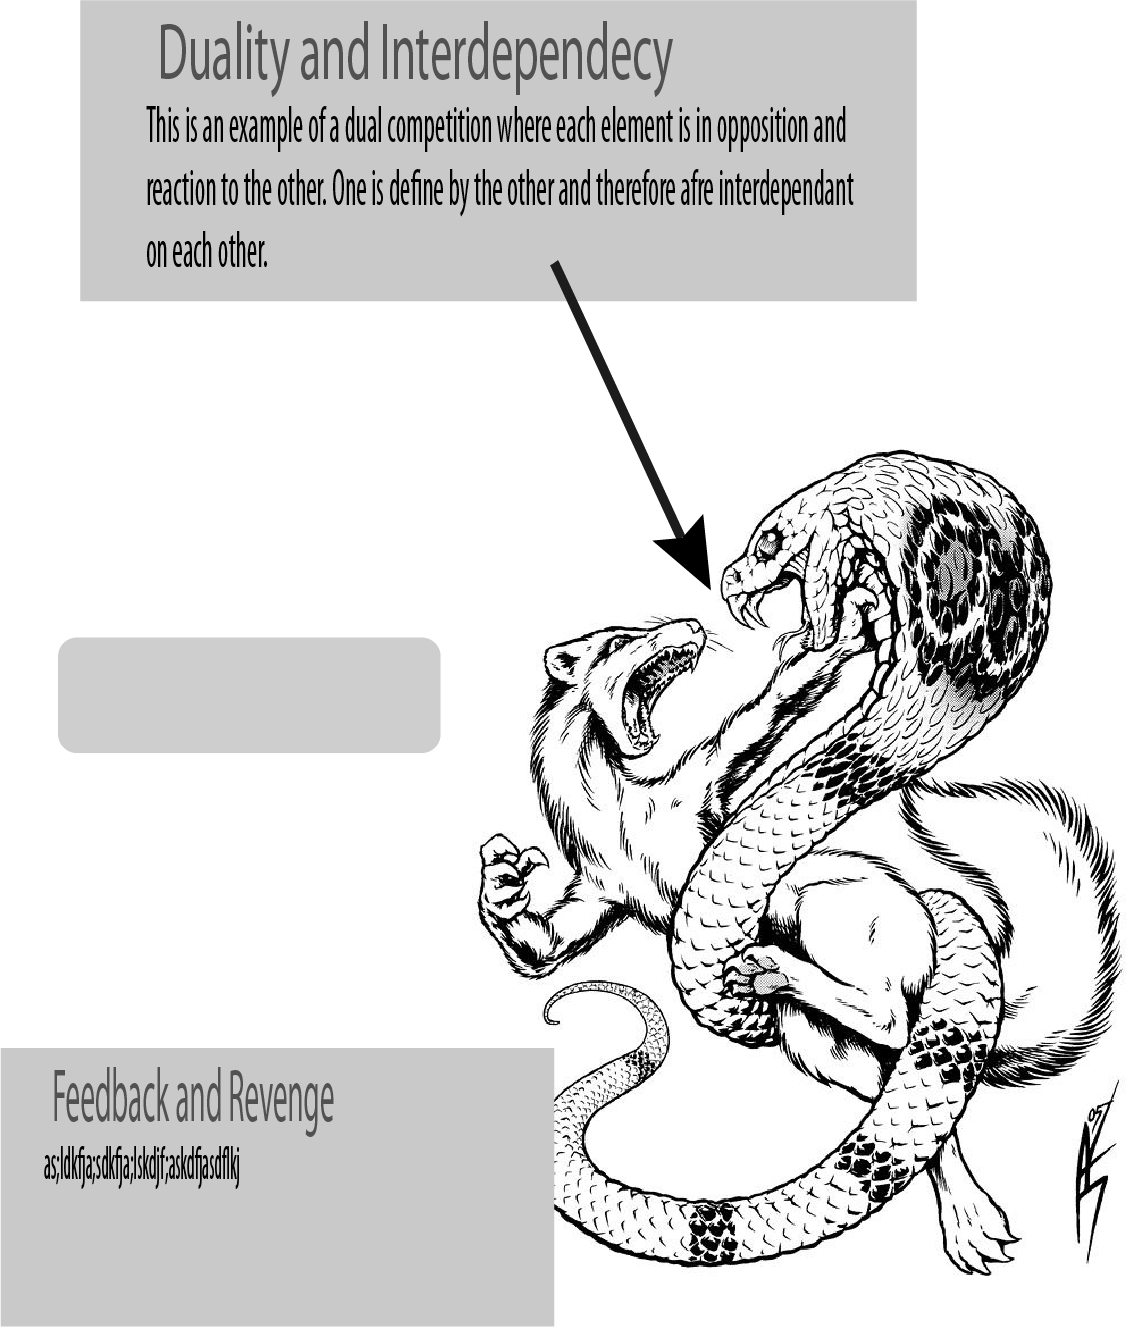 Duality and Interdependecy
This is an example of a dual competition where each element is in opposition and
reaction to the other. One is define by the other and therefore afre interdependant
on each other.
Feedback and Revenge
as;ldkfja;sdkfja;lskdjf;askdfjasdflkj
05